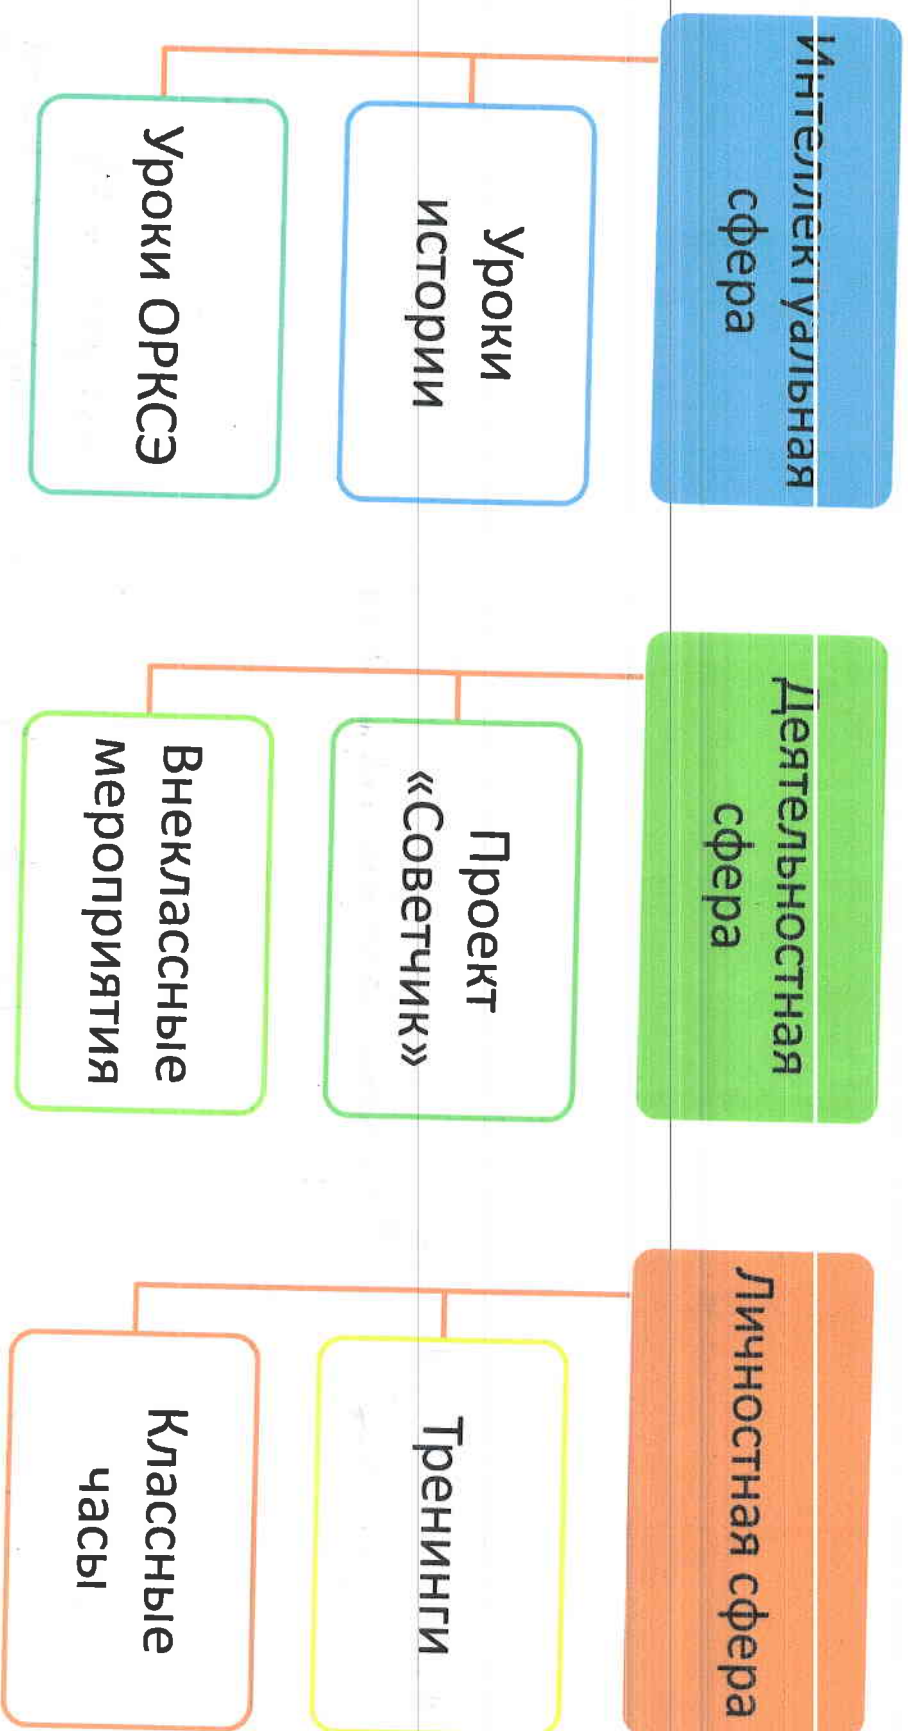 Интеллектуальная
сфера
Уроки
истории
Уроки ОРКСЭ
Деятельностная
сфера
Проект
«Советчик»
Внеклассные
мероприятия
Личностная сфера
Тренинги
Классные
часы